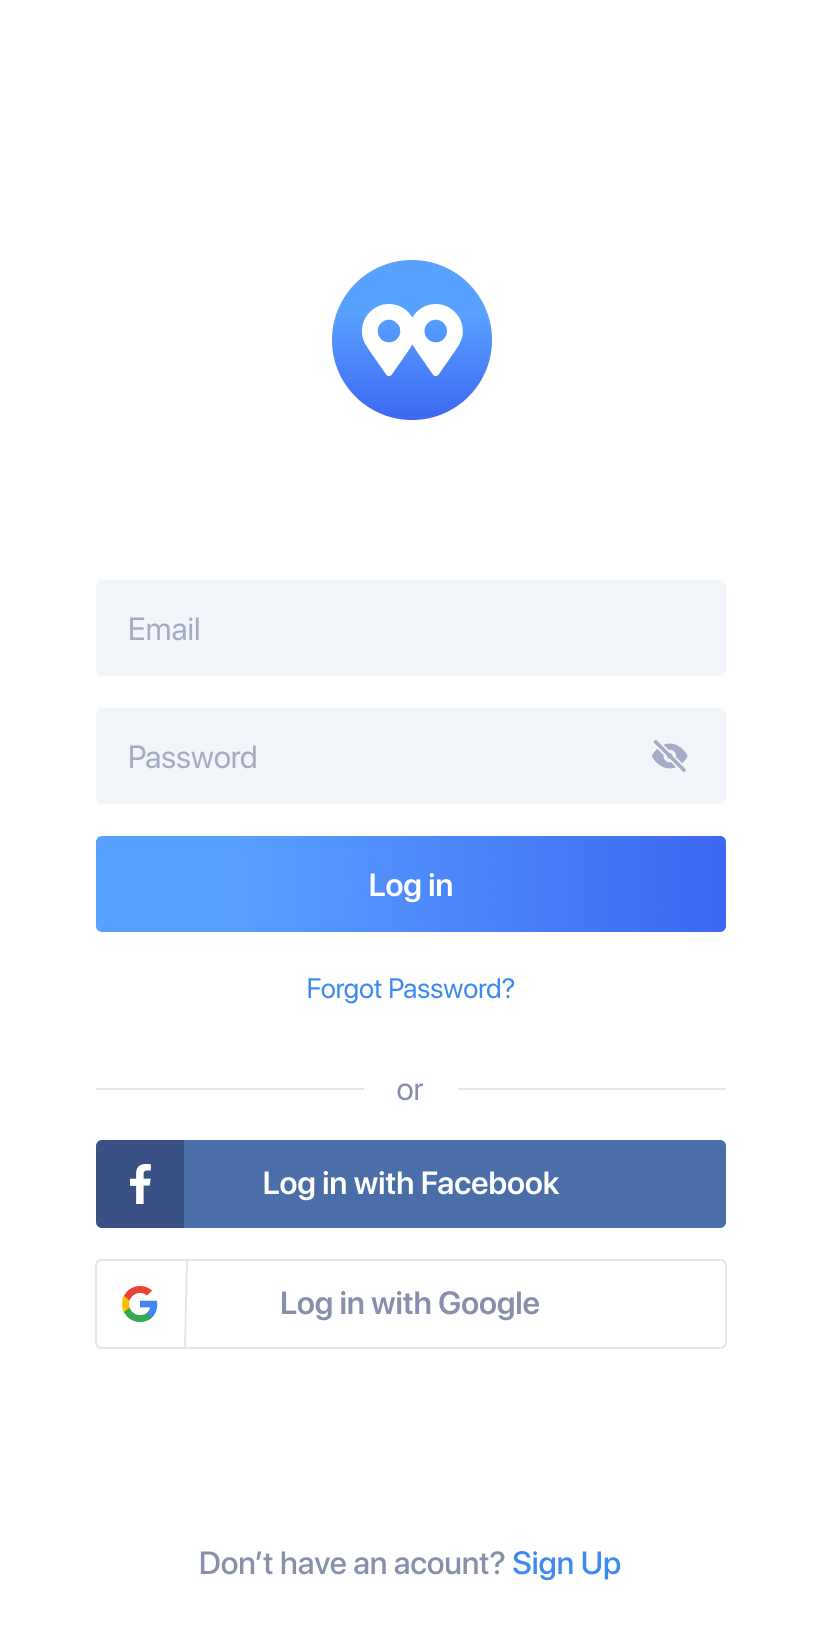 Email
Password
Log in
Forgot Password?
or
Log in with Facebook
Log in with Google
Don’t have an acount? Sign Up